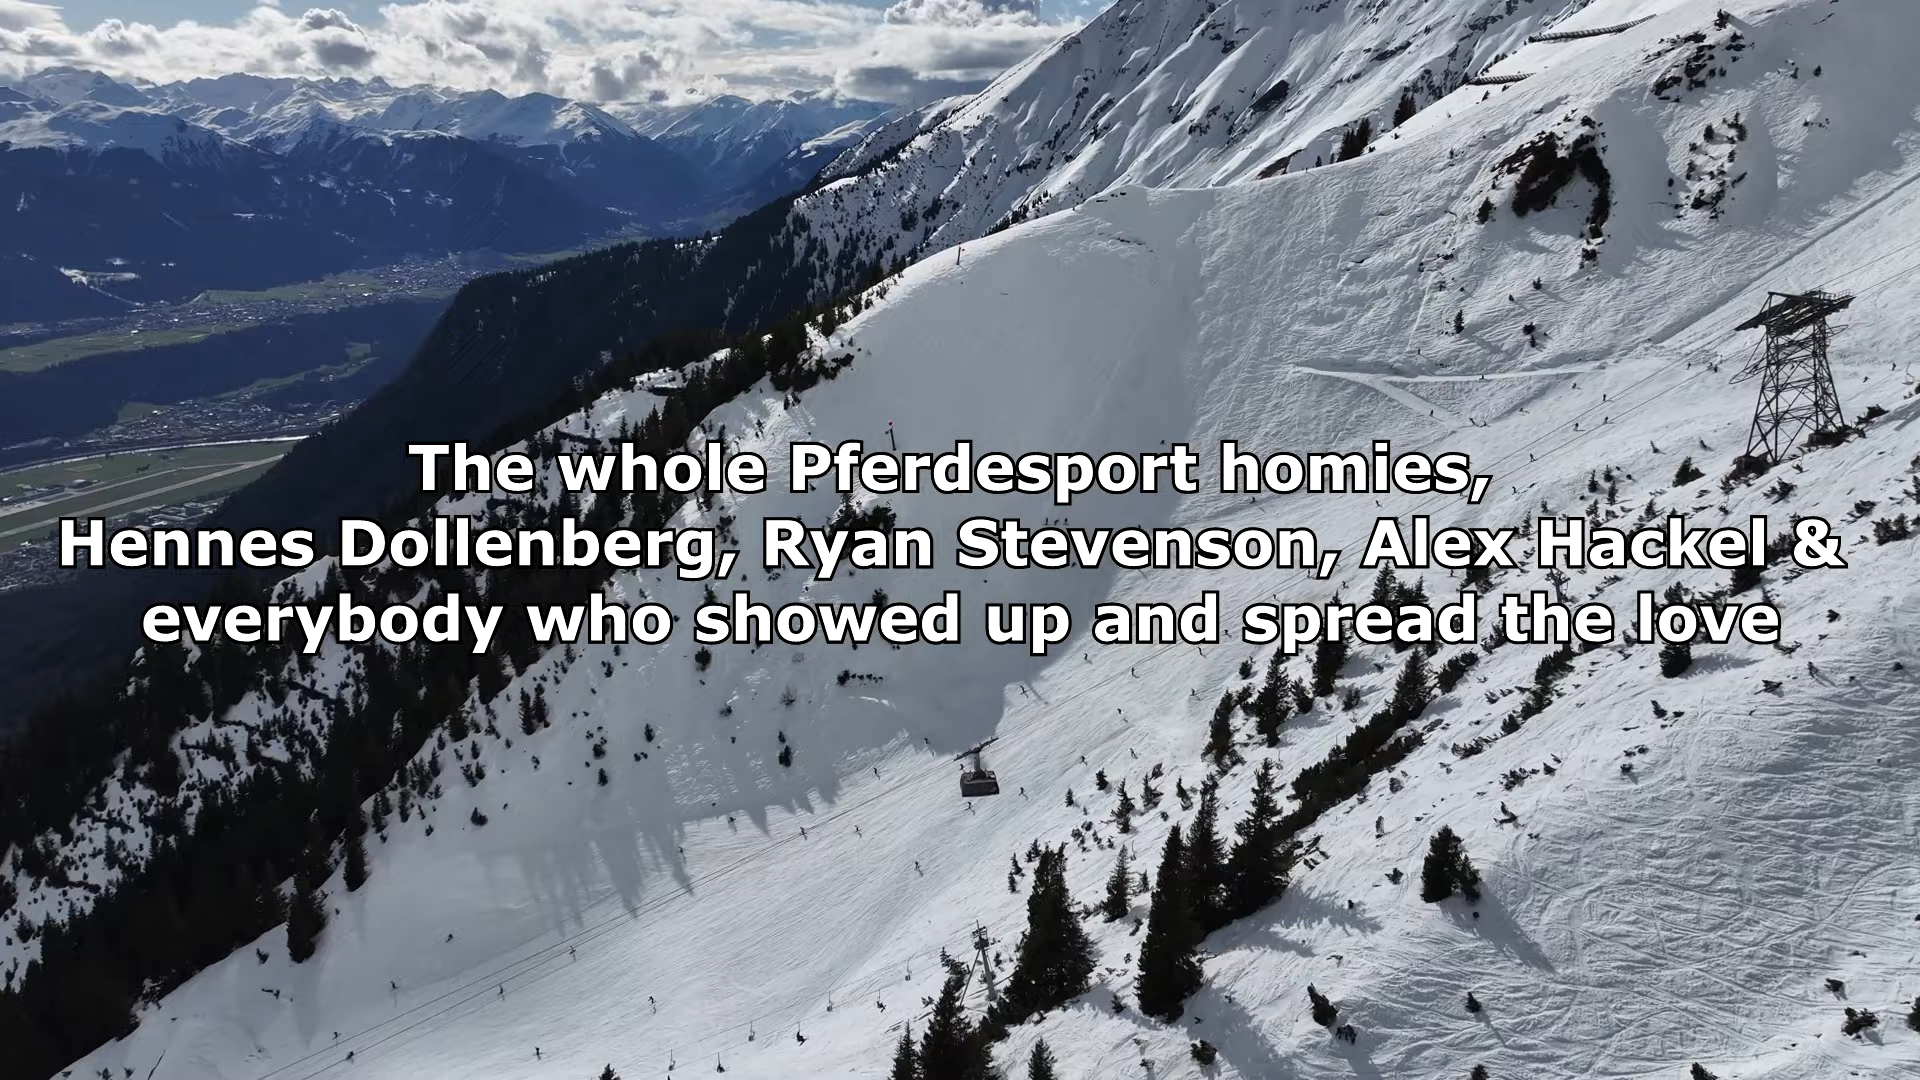 The whole Pferdesport homies,
Hennes Dollenberg, Ryan Stevenson, Alex Hackel &
everybody who showed up and spread the love